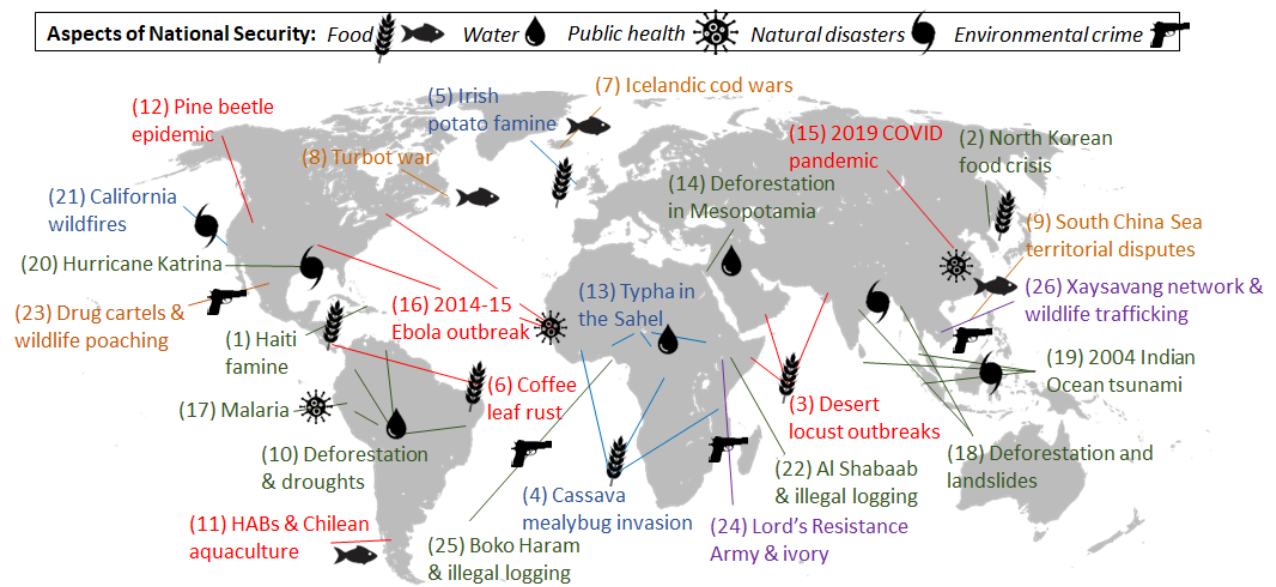 Aspects of National Security: Food Water Public health Natural disasters Environmental crime
(7) Icelandic cod wars
(5) Irish
potato famine
(12) Pine beetle
epidemic
(15) 2019 COVID
pandemic
(2) North Korean
food crisis
(8) Turbot war
(14) Deforestation
in Mesopotamia
(21) California
wildfires
(9) South China Sea
territorial disputes
(20) Hurricane Katrina
(26) Xaysavang network &
wildlife trafficking
(13) Typha in
the Sahel
(16) 2014-15
Ebola outbreak
(23) Drug cartels &
wildlife poaching
(1) Haiti
famine
(19) 2004 Indian
Ocean tsunami
(6) Coffee
leaf rust
(17) Malaria
(3) Desert
locust outbreaks
(10) Deforestation
& droughts
(18) Deforestation and
landslides
(22) Al Shabaab
& illegal logging
(4) Cassava
mealybug invasion
(11) HABs & Chilean
aquaculture
(24) Lord's Resistance
Army & ivory
(25) Boko Haram
& illegal logging